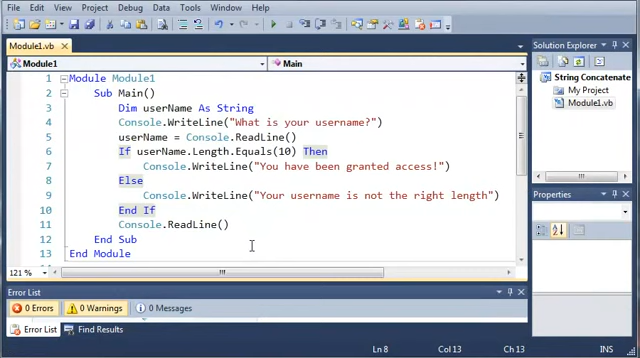 File Edit View Project Debug Data Tools Window Help
Module1.vb
Module1 Main
1 Module Module1
2 Sub Main()
3 Dim userName As String
4 Console.WriteLine("What is your username?")
5 userName = Console.ReadLine()
6 If userName.Length.Equals(10) Then
7 Console.WriteLine("You have been granted access!")
8 Else
9 Console.WriteLine("Your username is not the right length")
10 End If
11 Console.ReadLine()
12 End Sub
13 End Module
121 %
Solution Explorer
String Concatenate
My Project
Module1.vb
Properties
Error List
0 Errors 0 Warnings 0 Messages
Error List Find Results
Ln 8 Col 13 Ch 13 INS